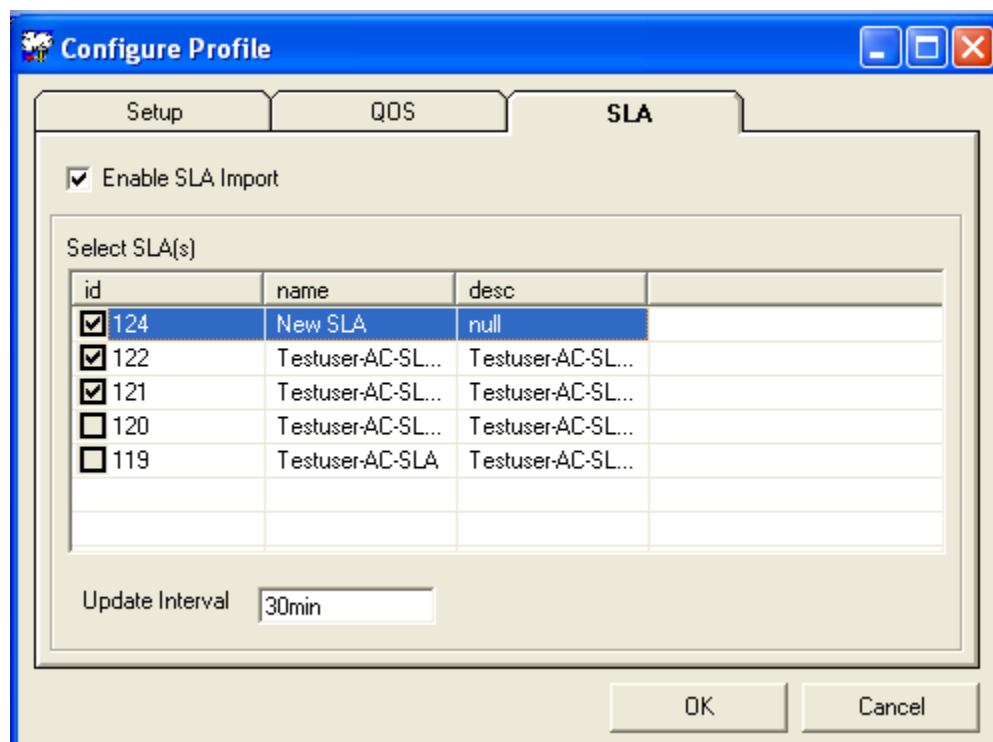 Configure Profile
Setup QOS SLA
Enable SLA Import
Select SLA(s)
id name desc
124 New SLA null
122 Testuser-AC-SL... Testuser-AC-SL...
121 Testuser-AC-SL... Testuser-AC-SL...
120 Testuser-AC-SL... Testuser-AC-SL...
119 Testuser-AC-SLA Testuser-AC-SL...
Update Interval 30min
OK Cancel